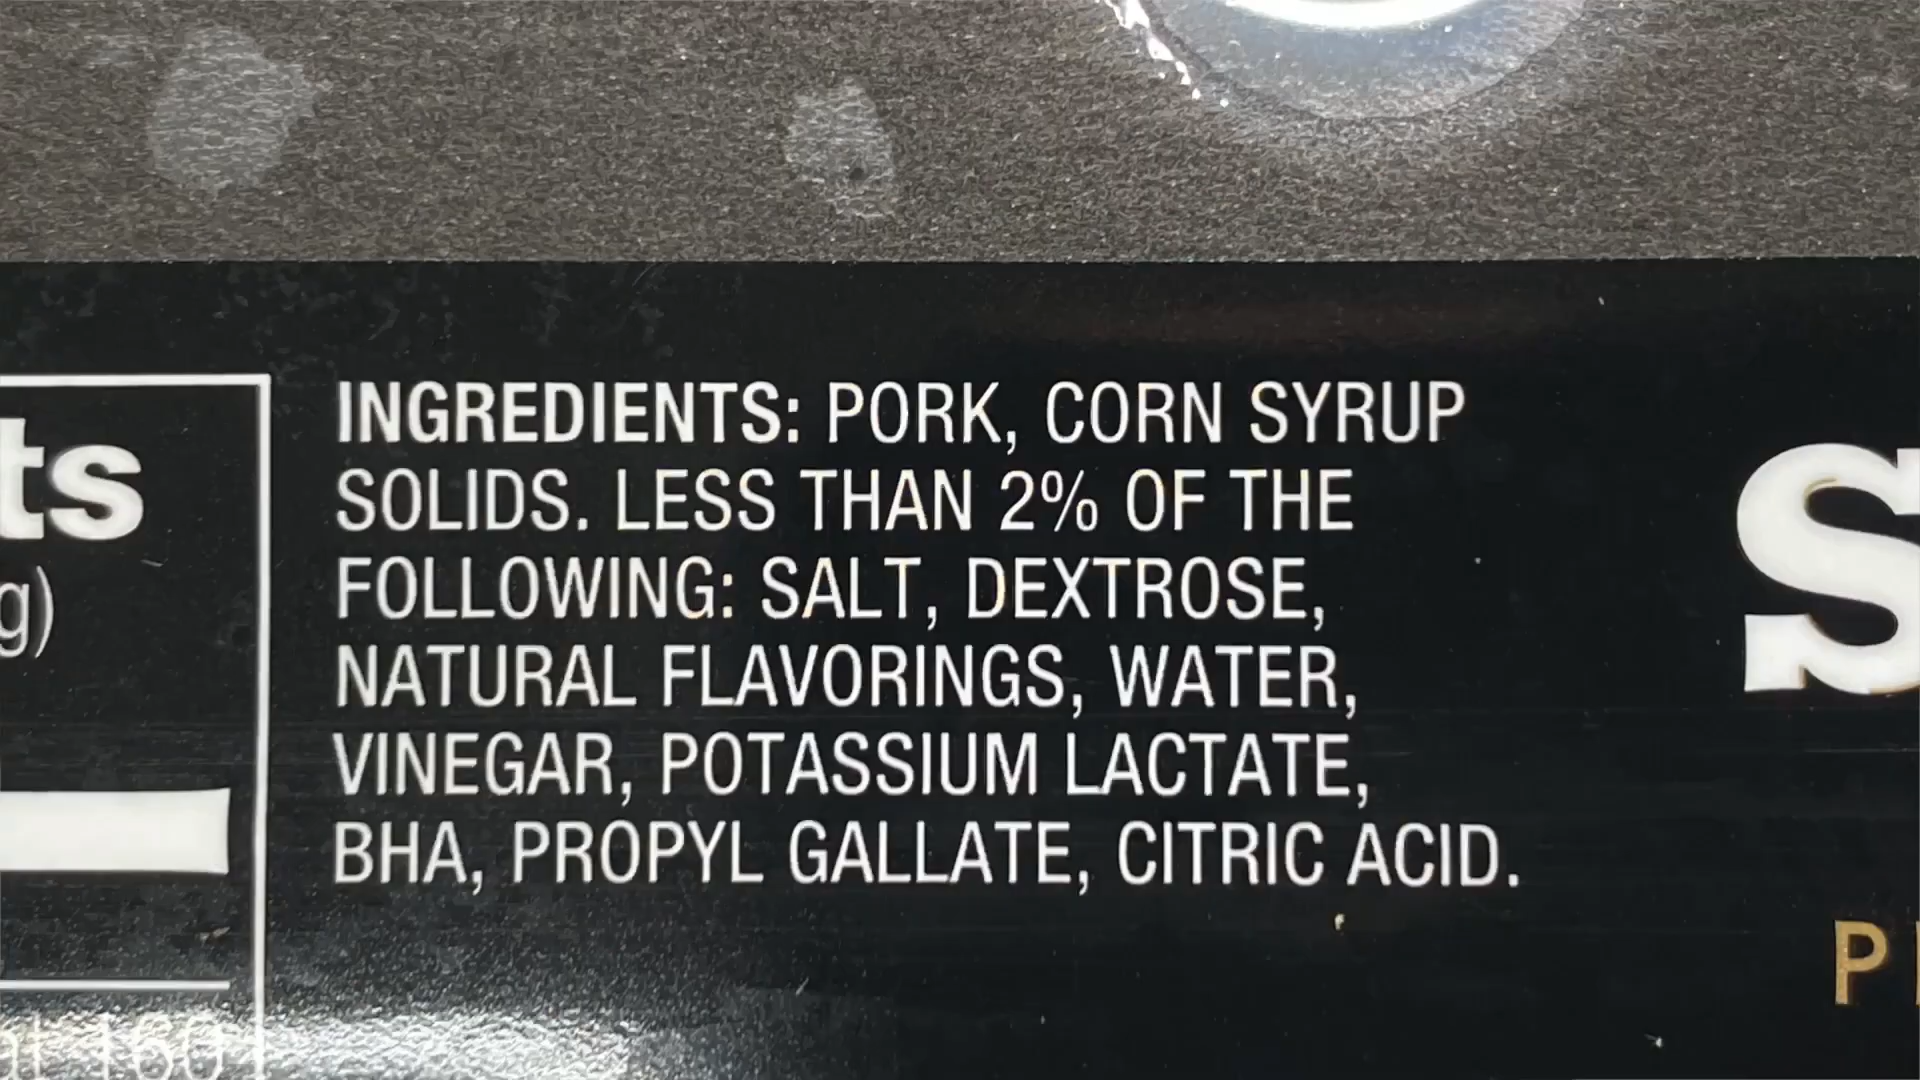 INGREDIENTS: PORK, CORN SYRUP
SOLIDS. LESS THAN 2% OF THE
FOLLOWING: SALT, DEXTROSE,
NATURAL FLAVORINGS, WATER,
VINEGAR, POTASSIUM LACTATE,
BHA, PROPYL GALLATE, CITRIC ACID.
ts
g)
160
S
P